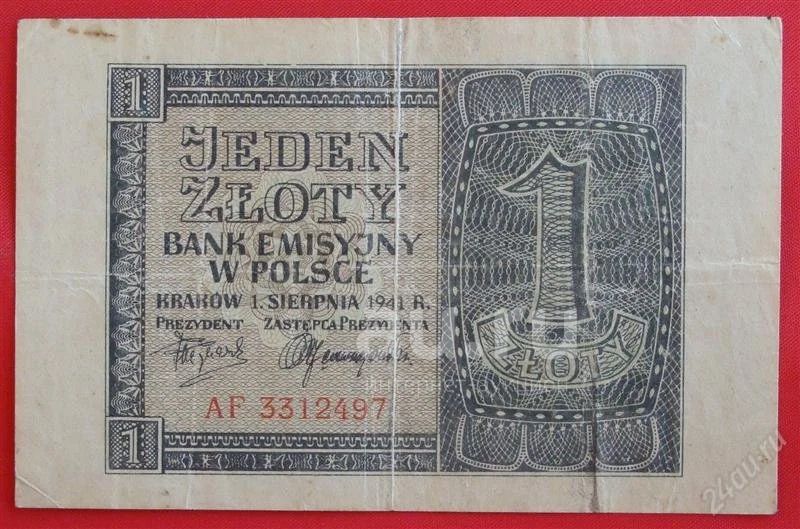 1
JEDEN
ZŁOTY
BANK EMISYJNY
W POLSCE
KRAKÓW 1. SIERPNIA 1941 R.
PREZYDENT ZASTĘPCA PREZYDENTA
AF 3312497
1
1
ZŁOTY
24au.ru